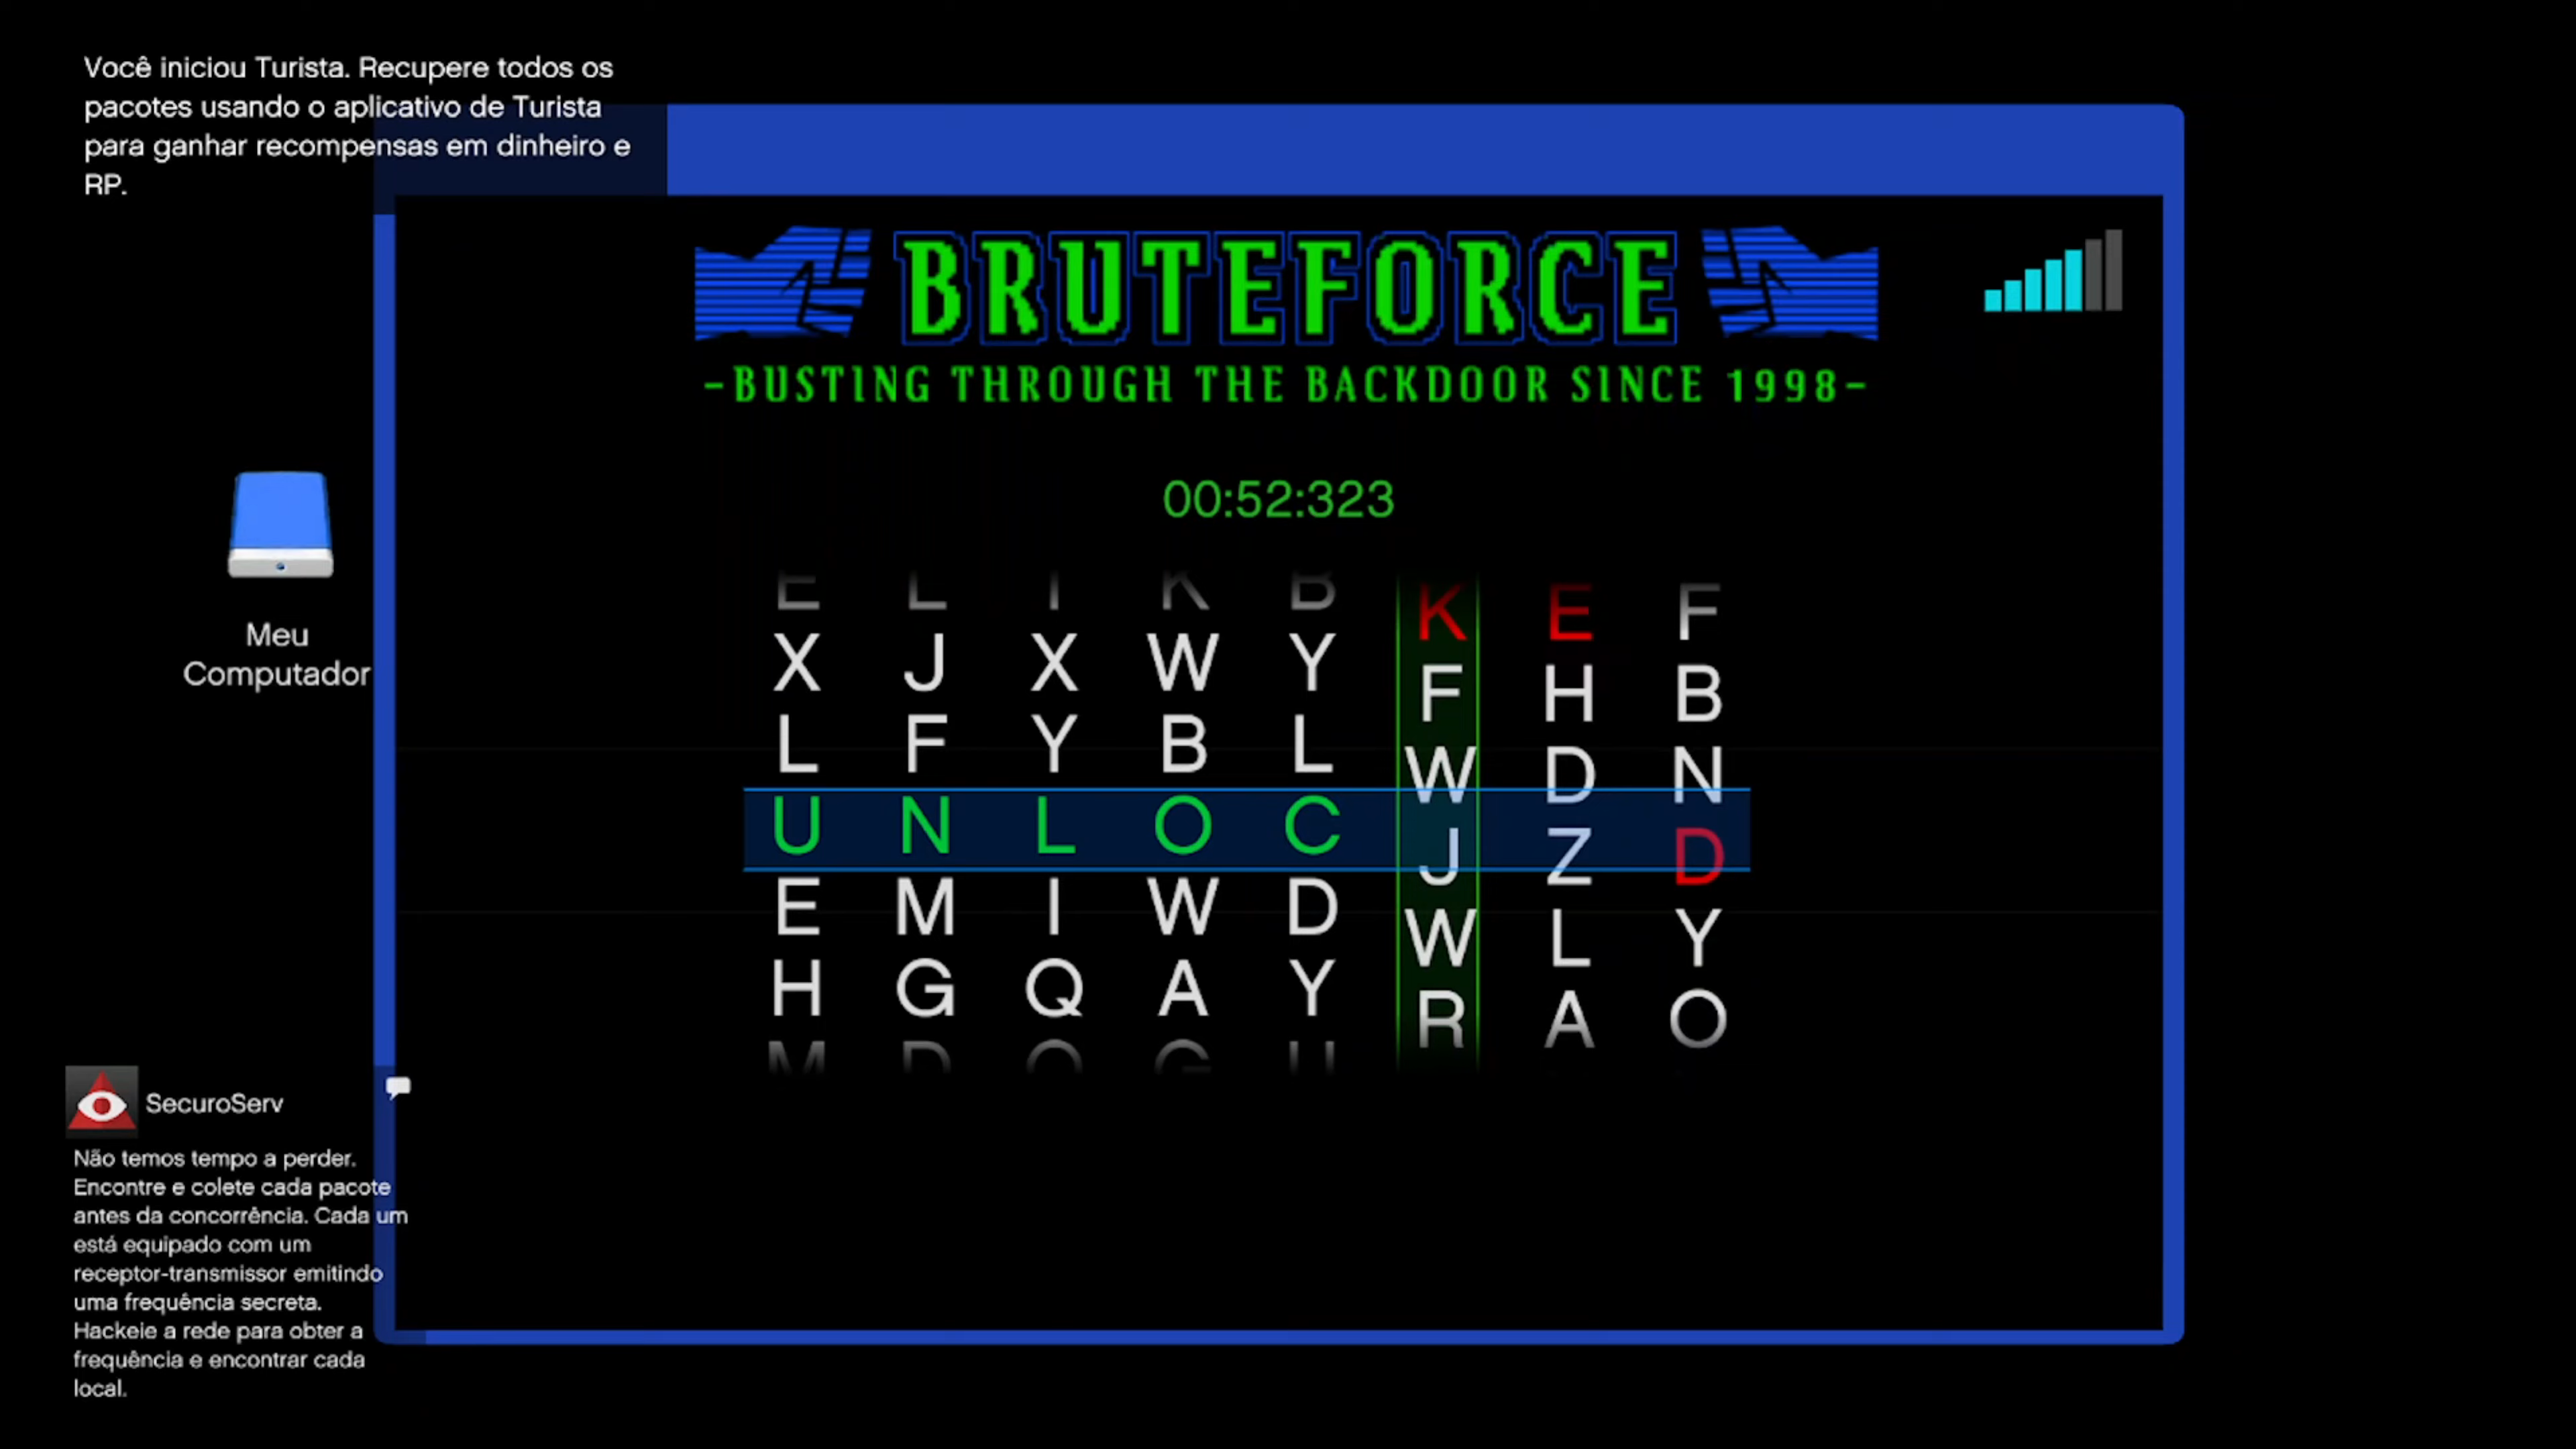 Você iniciou Turista. Recupere todos os
pacotes usando o aplicativo de Turista
para ganhar recompensas em dinheiro e
RP.
BRUTEFORCE
-BUSTING THROUGH THE BACKDOOR SINCE 1998-
00:52:323
Meu
Computador
E L I K B K E F
X J X W Y F H B
L F Y B L W D N
U N L O C J Z D
E M I W D W L Y
H G Q A Y R A O
SecuroServ
Não temos tempo a perder.
Encontre e colete cada pacote
antes da concorrência. Cada um
está equipado com um
receptor-transmissor emitindo
uma frequência secreta.
Hackeie a rede para obter a
frequência e encontrar cada
local.